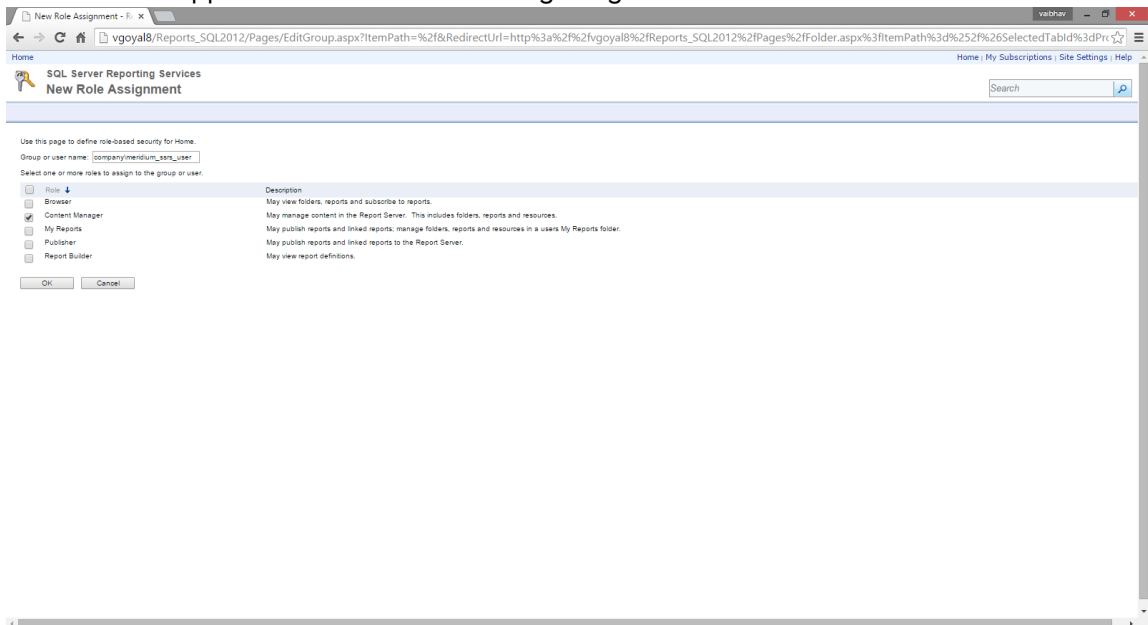 New Role Assignment - R
vaibhav
vgoyal8/Reports_SQL2012/Pages/EditGroup.aspx?ItemPath=%2f&RedirectUrl=http%3a%2f%2fvgoyal8%2fReports_SQL2012%2fPages%2fFolder.aspx%3fItemPath%3d%252f%26SelectedTabId%3dPr
Home
Home | My Subscriptions | Site Settings | Help
SQL Server Reporting Services
New Role Assignment
Search
Use this page to define role-based security for Home.
Group or user name: company\meridium_ssrs_user
Select one or more roles to assign to the group or user.
Role ↓ Description
Browser May view folders, reports and subscribe to reports.
Content Manager May manage content in the Report Server. This includes folders, reports and resources.
My Reports May publish reports and linked reports; manage folders, reports and resources in a users My Reports folder.
Publisher May publish reports and linked reports to the Report Server.
Report Builder May view report definitions.
OK Cancel